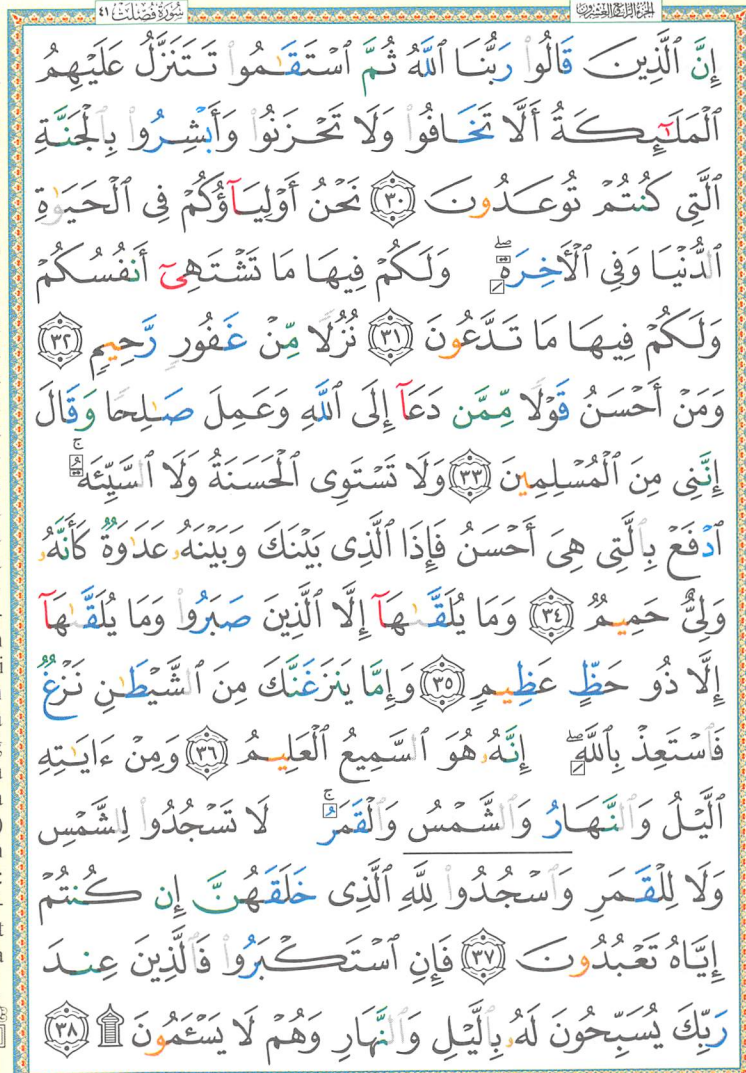 الجزء الرابع والعشرون
سورة فصلت ٤١
إِنَّ ٱلَّذِينَ قَالُوا۟ رَبُّنَا ٱللَّهُ ثُمَّ ٱسْتَقَـٰمُوا۟ تَتَنَزَّلُ عَلَيْهِمُ
ٱلْمَلَـٰٓئِكَةُ أَلَّا تَخَافُوا۟ وَلَا تَحْزَنُوا۟ وَأَبْشِرُوا۟ بِٱلْجَنَّةِ
ٱلَّتِى كُنتُمْ تُوعَدُونَ ٣٠ نَحْنُ أَوْلِيَآؤُكُمْ فِى ٱلْحَيَوٰةِ
ٱلدُّنْيَا وَفِى ٱلْـَٔاخِرَةِ ۖ وَلَكُمْ فِيهَا مَا تَشْتَهِىٓ أَنفُسُكُمْ
وَلَكُمْ فِيهَا مَا تَدَّعُونَ ٣١ نُزُلًا مِّنْ غَفُورٍ رَّحِيمٍ ٣٢
وَمَنْ أَحْسَنُ قَوْلًا مِّمَّن دَعَآ إِلَى ٱللَّهِ وَعَمِلَ صَـٰلِحًا وَقَالَ
إِنَّنِى مِنَ ٱلْمُسْلِمِينَ ٣٣ وَلَا تَسْتَوِى ٱلْحَسَنَةُ وَلَا ٱلسَّيِّئَةُ ۚ
ٱدْفَعْ بِٱلَّتِى هِىَ أَحْسَنُ فَإِذَا ٱلَّذِى بَيْنَكَ وَبَيْنَهُۥ عَدَٰوَةٌ كَأَنَّهُۥ
وَلِىٌّ حَمِيمٌ ٣٤ وَمَا يُلَقَّىٰهَآ إِلَّا ٱلَّذِينَ صَبَرُوا۟ وَمَا يُلَقَّىٰهَآ
إِلَّا ذُو حَظٍّ عَظِيمٍ ٣٥ وَإِمَّا يَنزَغَنَّكَ مِنَ ٱلشَّيْطَـٰنِ نَزْغٌ
فَٱسْتَعِذْ بِٱللَّهِ ۖ إِنَّهُۥ هُوَ ٱلسَّمِيعُ ٱلْعَلِيمُ ٣٦ وَمِنْ ءَايَـٰتِهِ
ٱلَّيْلُ وَٱلنَّهَارُ وَٱلشَّمْسُ وَٱلْقَمَرُ ۚ لَا تَسْجُدُوا۟ لِلشَّمْسِ
وَلَا لِلْقَمَرِ وَٱسْجُدُوا۟ لِلَّهِ ٱلَّذِى خَلَقَهُنَّ إِن كُنتُمْ
إِيَّاهُ تَعْبُدُونَ ٣٧ فَإِنِ ٱسْتَكْبَرُوا۟ فَٱلَّذِينَ عِندَ
رَبِّكَ يُسَبِّحُونَ لَهُۥ بِٱلَّيْلِ وَٱلنَّهَارِ وَهُمْ لَا يَسْـَٔمُونَ ۩ ٣٨